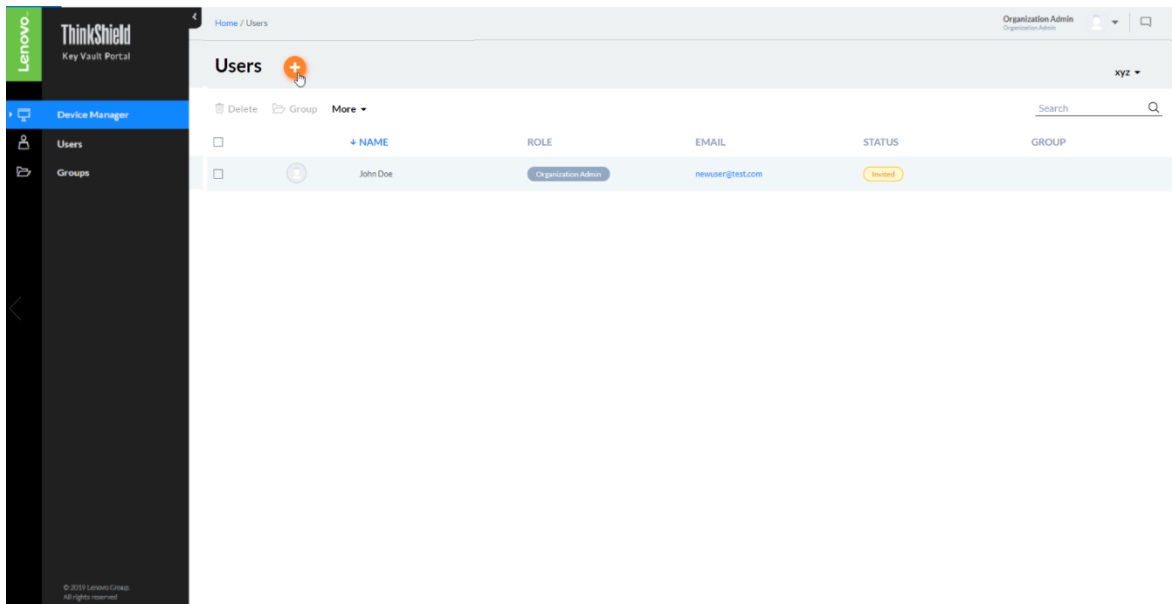 Lenovo.
ThinkShield
Key Vault Portal
Device Manager
Users
Groups
© 2019 Lenovo Group.
All rights reserved
Home / Users
Organization Admin
Organization Admin
Users
xyz
Delete Group More
Search
NAME ROLE EMAIL STATUS GROUP
John Doe Organization Admin newuser@test.com Invited